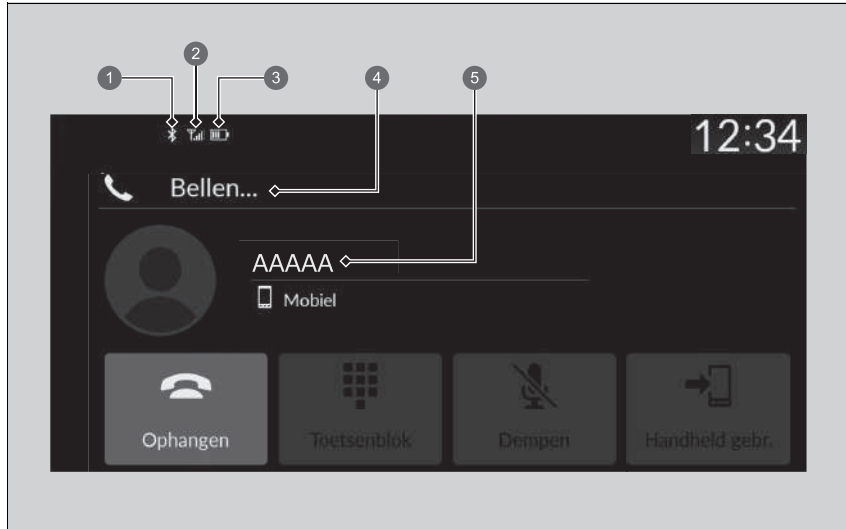 2
1
3
4
5
12:34
Bellen...
AAAAA
Mobiel
Ophangen
Toetsenblok
Dempen
Handheld gebr.